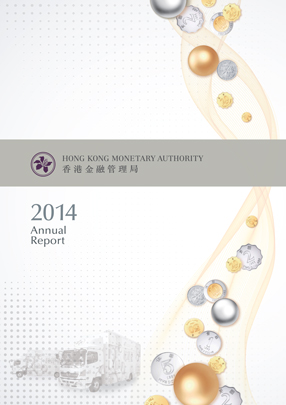 HONG KONG MONETARY AUTHORITY
香港金融管理局
2014
Annual
Report